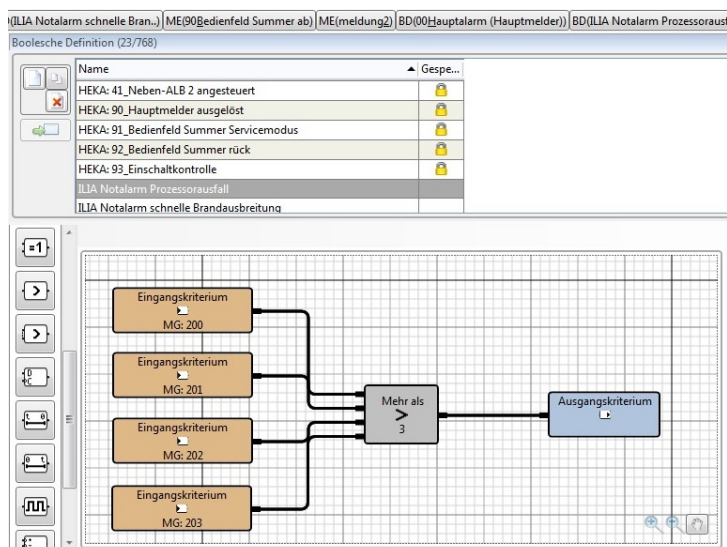 (ILIA Notalarm schnelle Bran..) ME(90Bedienfeld Summer ab) ME(meldung2) BD(00Hauptalarm (Hauptmelder)) BD(ILIA Notalarm Prozessoraus
Boolesche Definition (23/768)
Name Gespe...
HEKA: 41_Neben-ALB 2 angesteuert
HEKA: 90_Hauptmelder ausgelöst
HEKA: 91_Bedienfeld Summer Servicemodus
HEKA: 92_Bedienfeld Summer rück
HEKA: 93_Einschaltkontrolle
ILIA Notalarm Prozessorausfall
ILIA Notalarm schnelle Brandausbreitung
=1
>
>
D
C
t 0
0 t
Eingangskriterium
MG: 200
Eingangskriterium
MG: 201
Eingangskriterium
MG: 202
Eingangskriterium
MG: 203
Mehr als
>
3
Ausgangskriterium